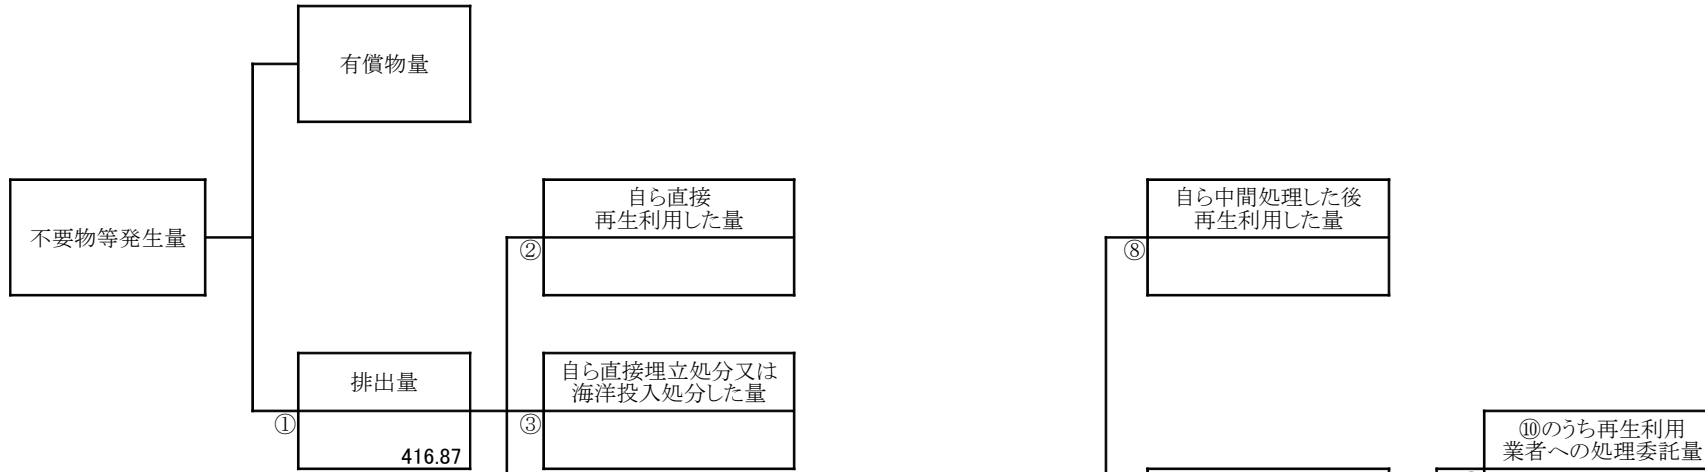 有償物量
不要物等発生量
自ら直接
再生利用した量
②
自ら中間処理した後
再生利用した量
⑧
排出量
①
416.87
自ら直接埋立処分又は
海洋投入処分した量
③
⑩のうち再生利用
業者への処理委託量